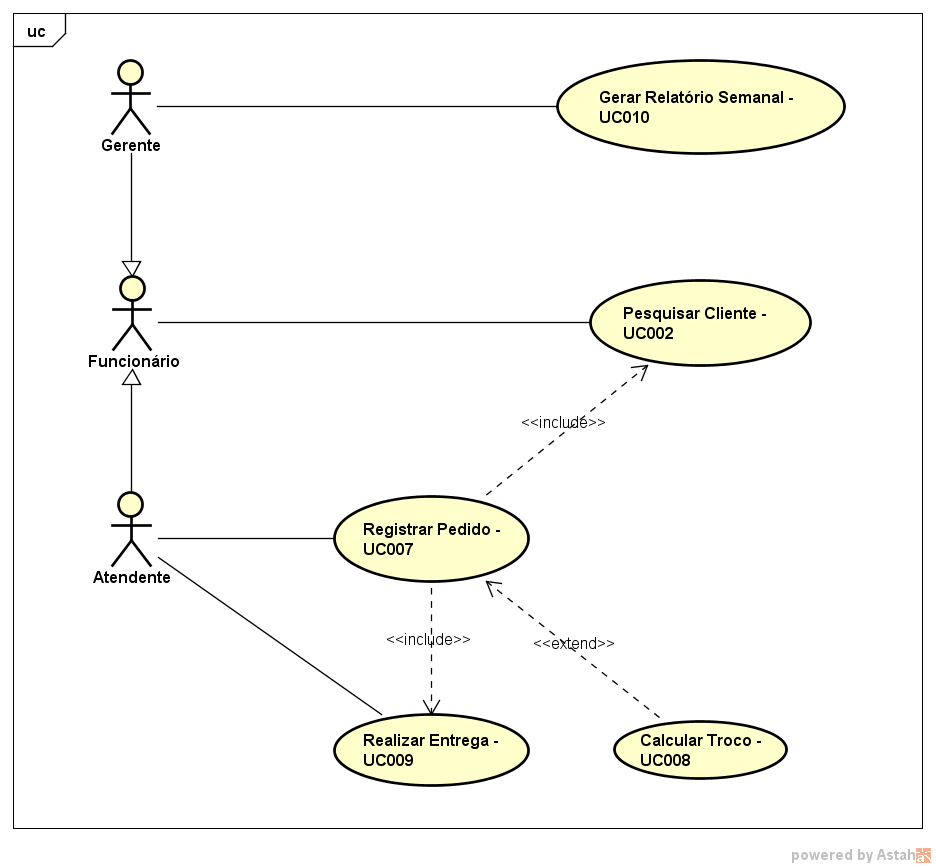 uc
Gerente
Gerar Relatório Semanal -
UC010
Funcionário
Pesquisar Cliente -
UC002
<<include>>
Atendente
Registrar Pedido -
UC007
<<include>>
<<extend>>
Realizar Entrega -
UC009
Calcular Troco -
UC008
powered by Astah